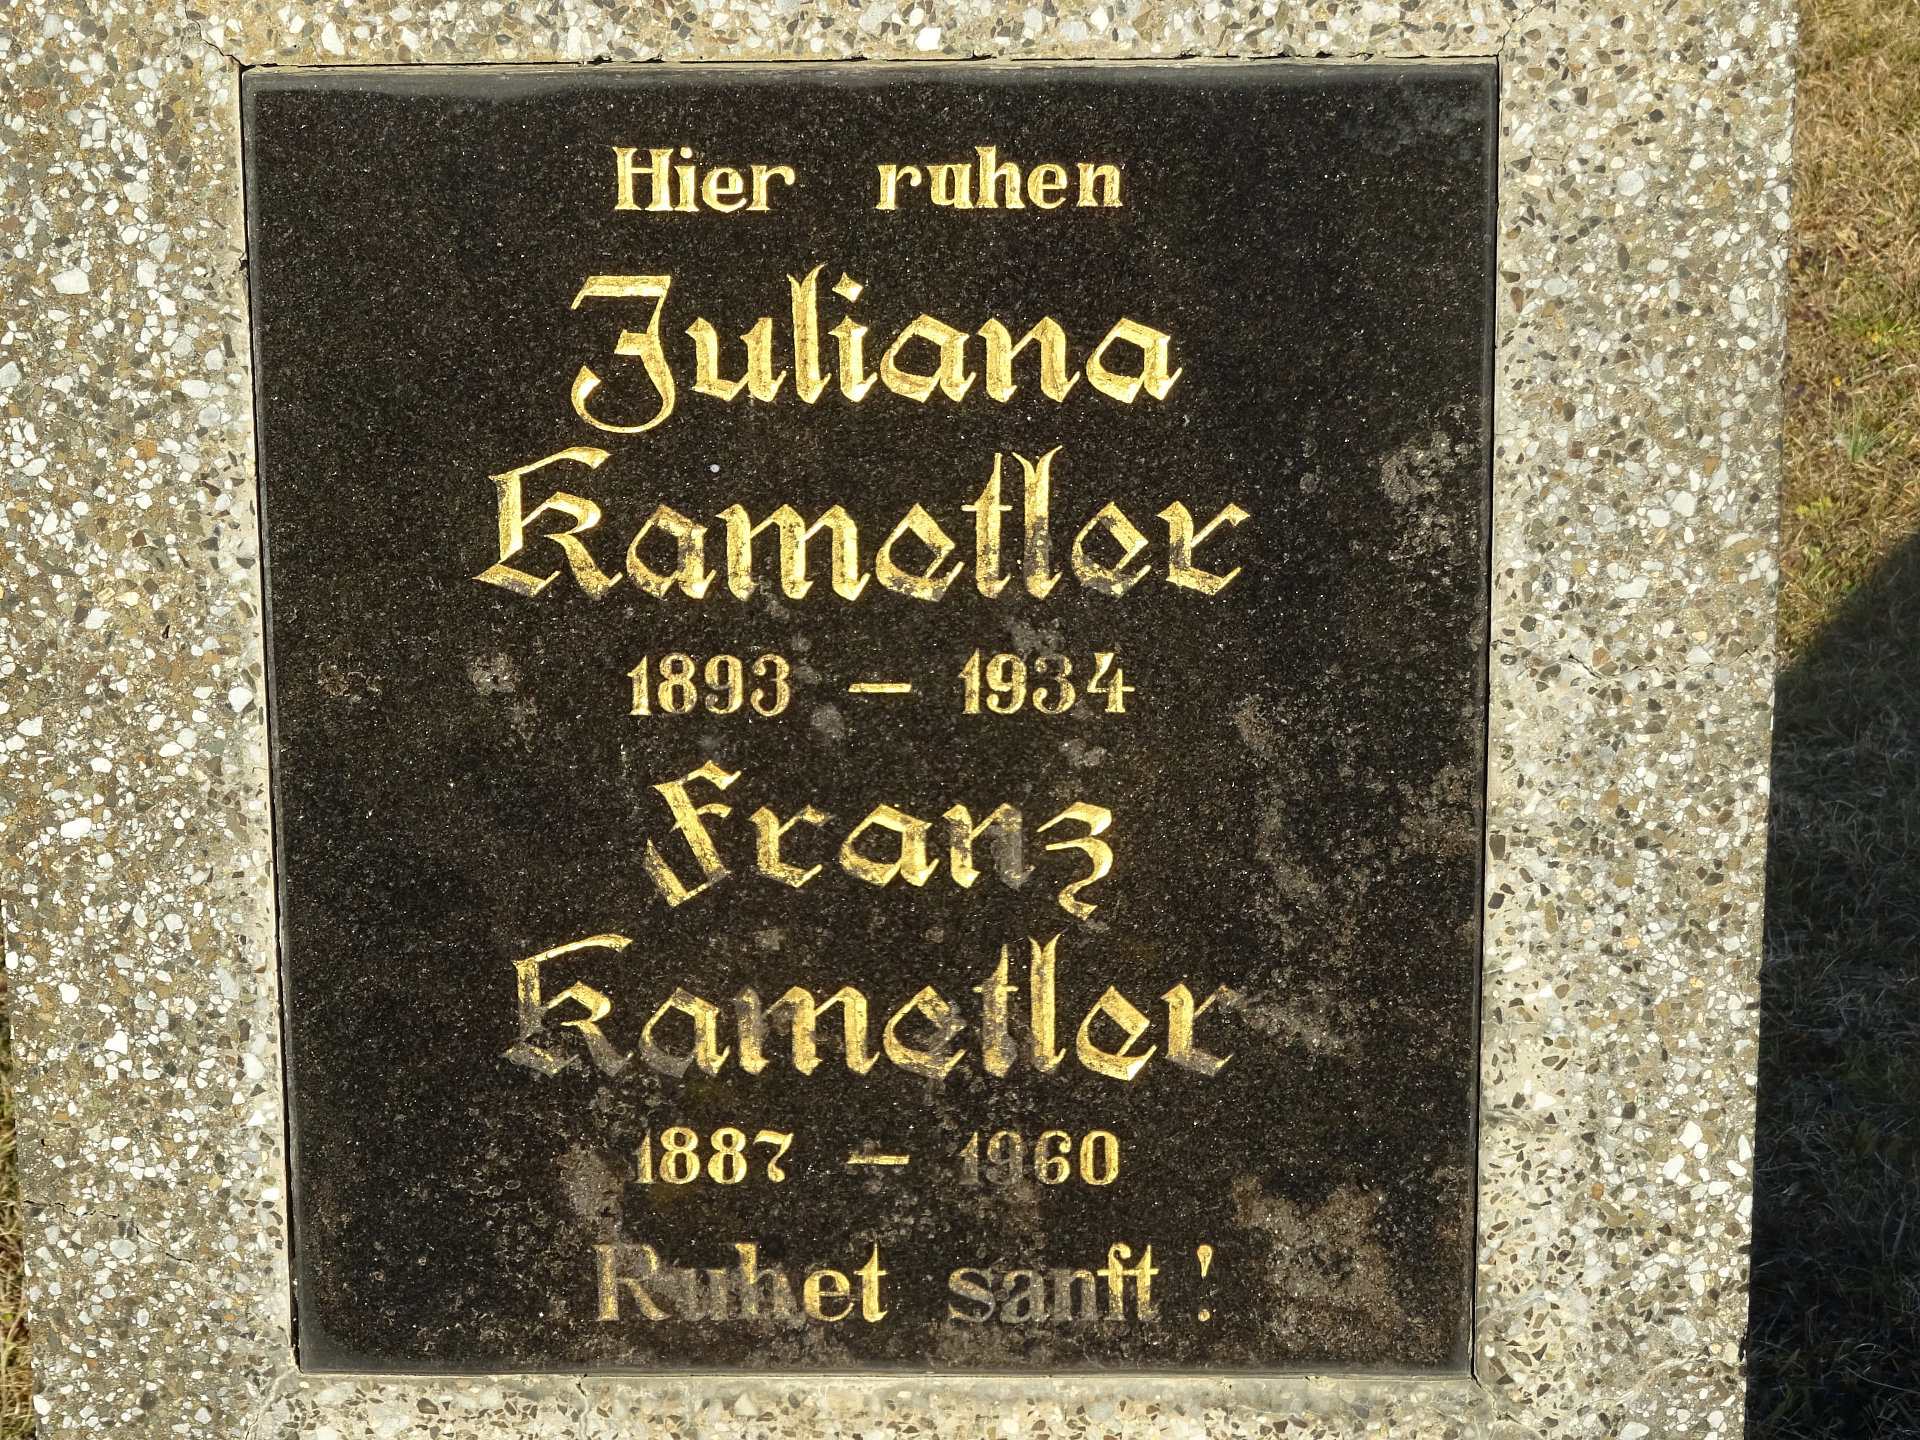 Hier ruhen
Juliana
Kametler
1893 – 1934
Franz
Kametler
1887 – 1960
Ruhet sanft!